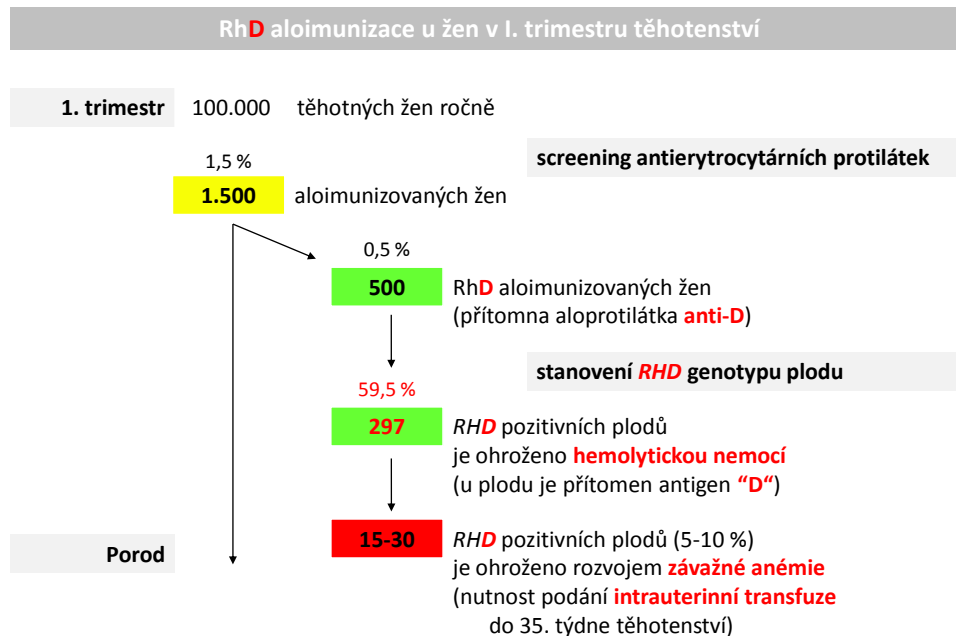 RhD aloimunizace u žen v I. trimestru těhotenství
1. trimestr 100.000 těhotných žen ročně
screening antierytrocytárních protilátek
1,5 %
1.500 aloimunizovaných žen
0,5 %
500 RhD aloimunizovaných žen
(přítomna aloprotilátka anti-D)
stanovení RHD genotypu plodu
59,5 %
297 RHD pozitivních plodů
je ohroženo hemolytickou nemocí
(u plodu je přítomen antigen “D“)
15-30 RHD pozitivních plodů (5-10 %)
Porod
je ohroženo rozvojem závažné anémie
(nutnost podání intrauterinní transfuze
do 35. týdne těhotenství)